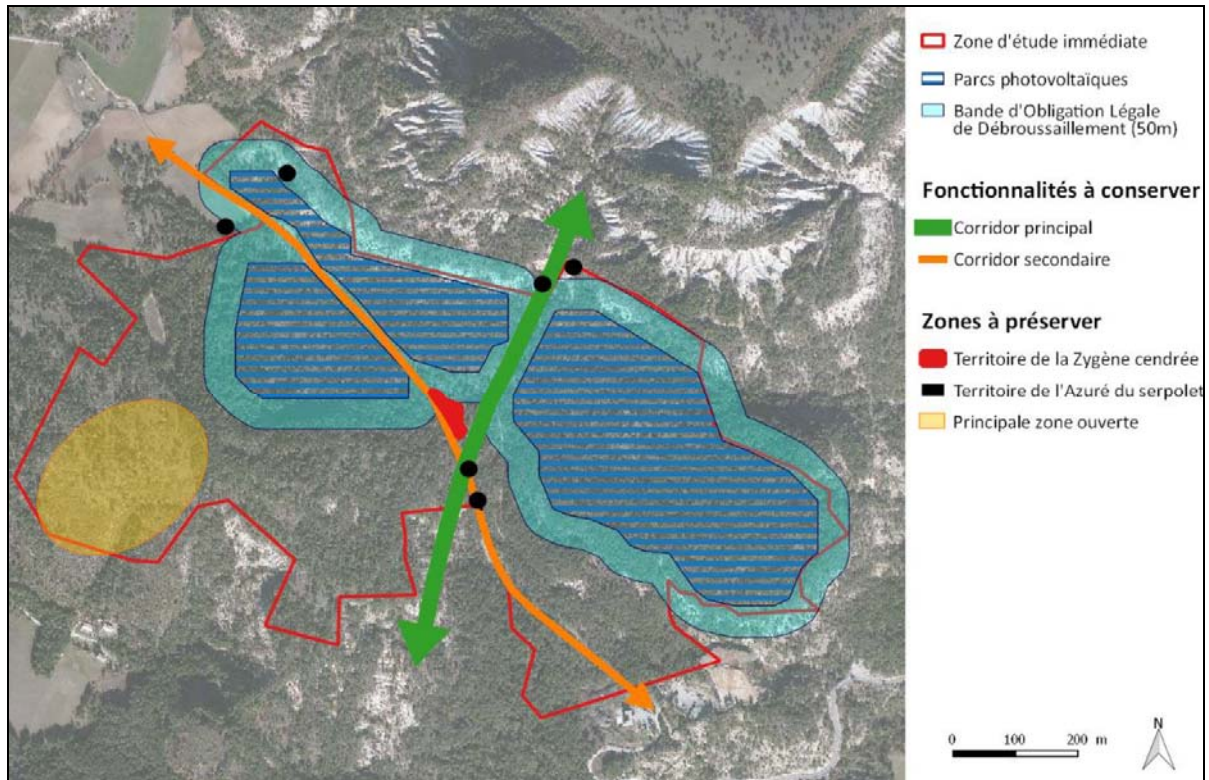 Zone d'étude immédiate
Parcs photovoltaïques
Bande d'Obligation Légale
de Débroussaillement (50m)
Fonctionnalités à conserver
Corridor principal
Corridor secondaire
Zones à préserver
Territoire de la Zygène cendrée
Territoire de l'Azuré du serpolet
Principale zone ouverte
N
0 100 200 m